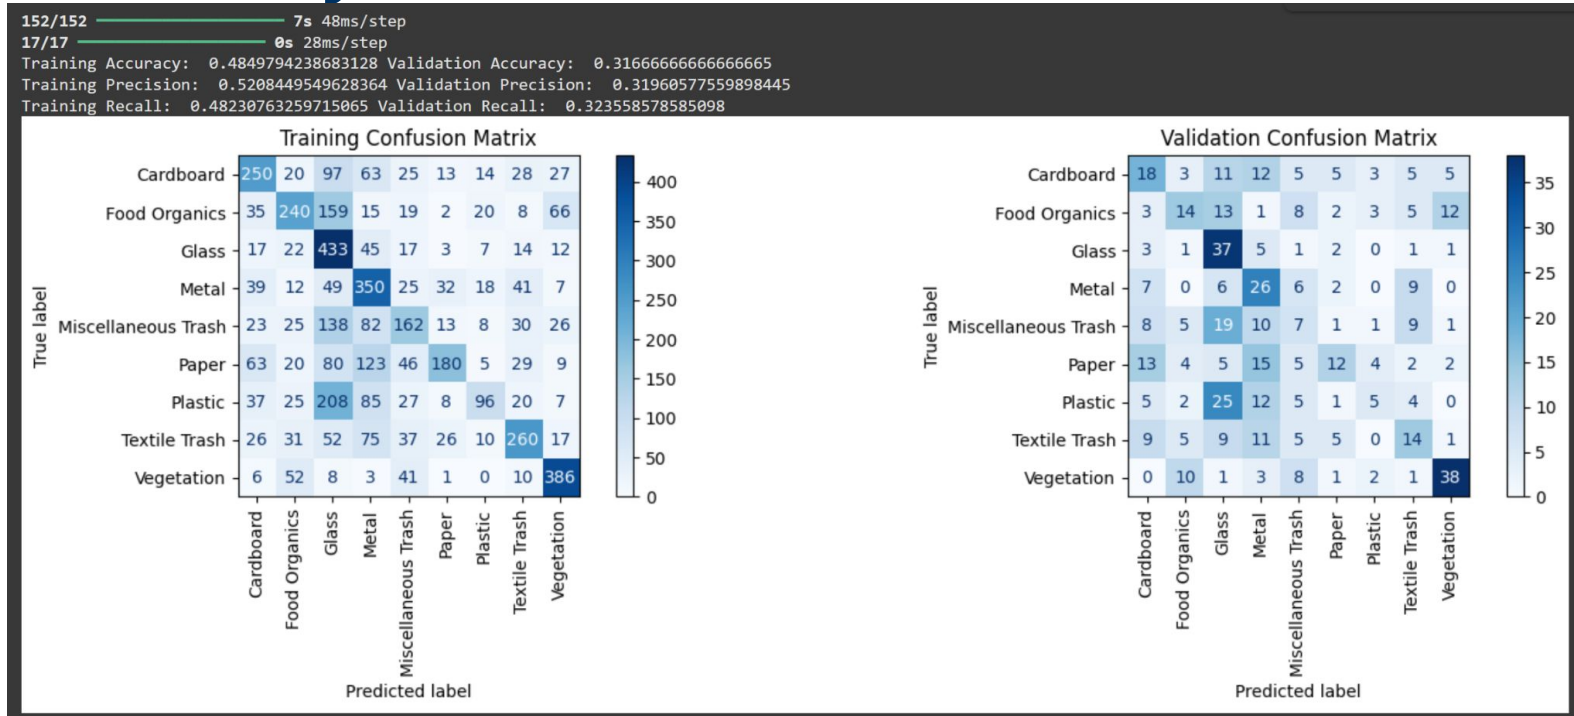 152/152 ━━━━━━━━━━━━━━━━━━━━ 7s 48ms/step
17/17 ━━━━━━━━━━━━━━━━━━━━ 0s 28ms/step
Training Accuracy:  0.4849794238683128 Validation Accuracy:  0.31666666666666665
Training Precision:  0.5208449549628364 Validation Precision:  0.31960577559898445
Training Recall:  0.48230763259715065 Validation Recall:  0.323558578585098
Training Confusion Matrix
True label
Cardboard 250 20 97 63 25 13 14 28 27
Food Organics 35 240 159 15 19 2 20 8 66
Glass 17 22 433 45 17 3 7 14 12
Metal 39 12 49 350 25 32 18 41 7
Miscellaneous Trash 23 25 138 82 162 13 8 30 26
Paper 63 20 80 123 46 180 5 29 9
Plastic 37 25 208 85 27 8 96 20 7
Textile Trash 26 31 52 75 37 26 10 260 17
Vegetation 6 52 8 3 41 1 0 10 386
Cardboard
Food Organics
Glass
Metal
Miscellaneous Trash
Paper
Plastic
Textile Trash
Vegetation
Predicted label
400
350
300
250
200
150
100
50
0
Validation Confusion Matrix
True label
Cardboard 18 3 11 12 5 5 3 5 5
Food Organics 3 14 13 1 8 2 3 5 12
Glass 3 1 37 5 1 2 0 1 1
Metal 7 0 6 26 6 2 0 9 0
Miscellaneous Trash 8 5 19 10 7 1 1 9 1
Paper 13 4 5 15 5 12 4 2 2
Plastic 5 2 25 12 5 1 5 4 0
Textile Trash 9 5 9 11 5 5 0 14 1
Vegetation 0 10 1 3 8 1 2 1 38
Cardboard
Food Organics
Glass
Metal
Miscellaneous Trash
Paper
Plastic
Textile Trash
Vegetation
Predicted label
35
30
25
20
15
10
5
0